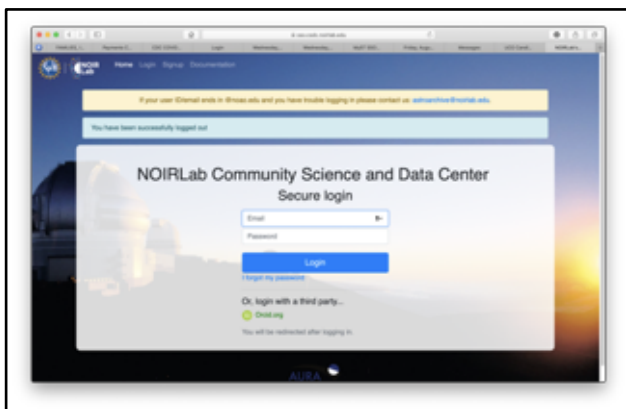 NOIR
Lab
Home Login Signup Documentation
If your user ID/email ends in @noao.edu and you have trouble logging in please contact us: astroarchive@noirlab.edu.
You have been successfully logged out
NOIRLab Community Science and Data Center
Secure login
Email
Password
Login
I forgot my password
Or, login with a third party...
Orcid.org
You will be redirected after logging in.
AURA